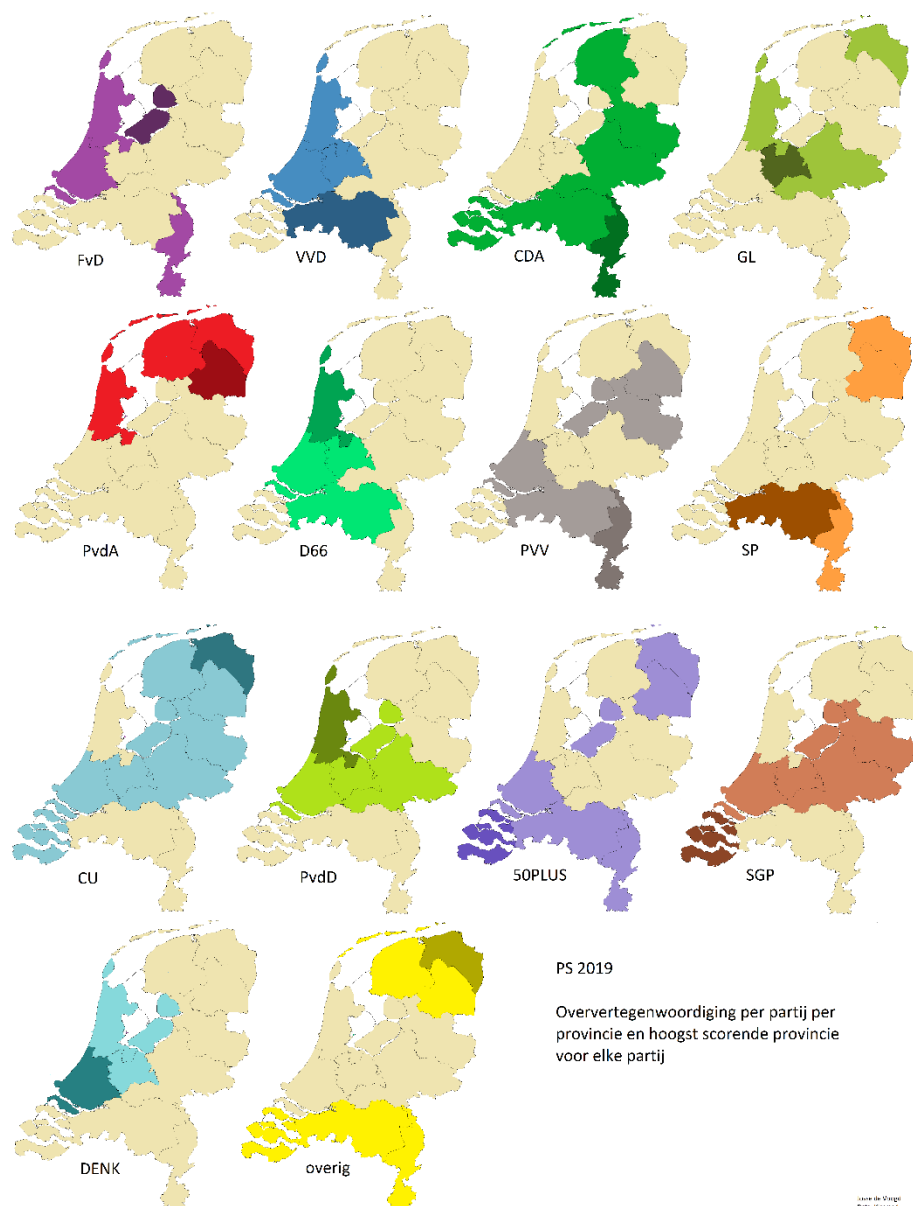 FvD
VVD
CDA
GL
PvdA
D66
PVV
SP
CU
PvdD
50PLUS
SGP
DENK
overig
PS 2019
Oververtegenwoordiging per partij per
provincie en hoogst scorende provincie
voor elke partij